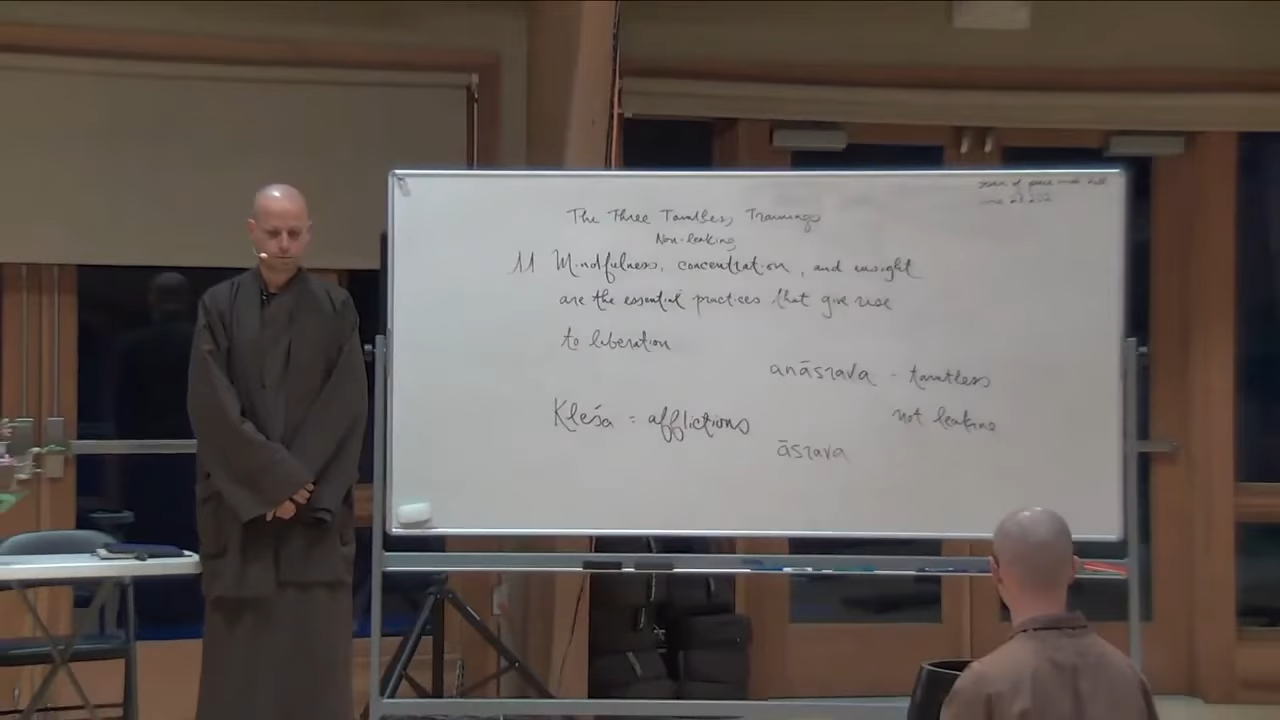 The Three Taintless Trainings
Non-leaking
11 Mindfulness, concentration, and insight
are the essential practices that give rise
to liberation
anāsrava - taintless
not leaking
Kleśa = afflictions
āsrava